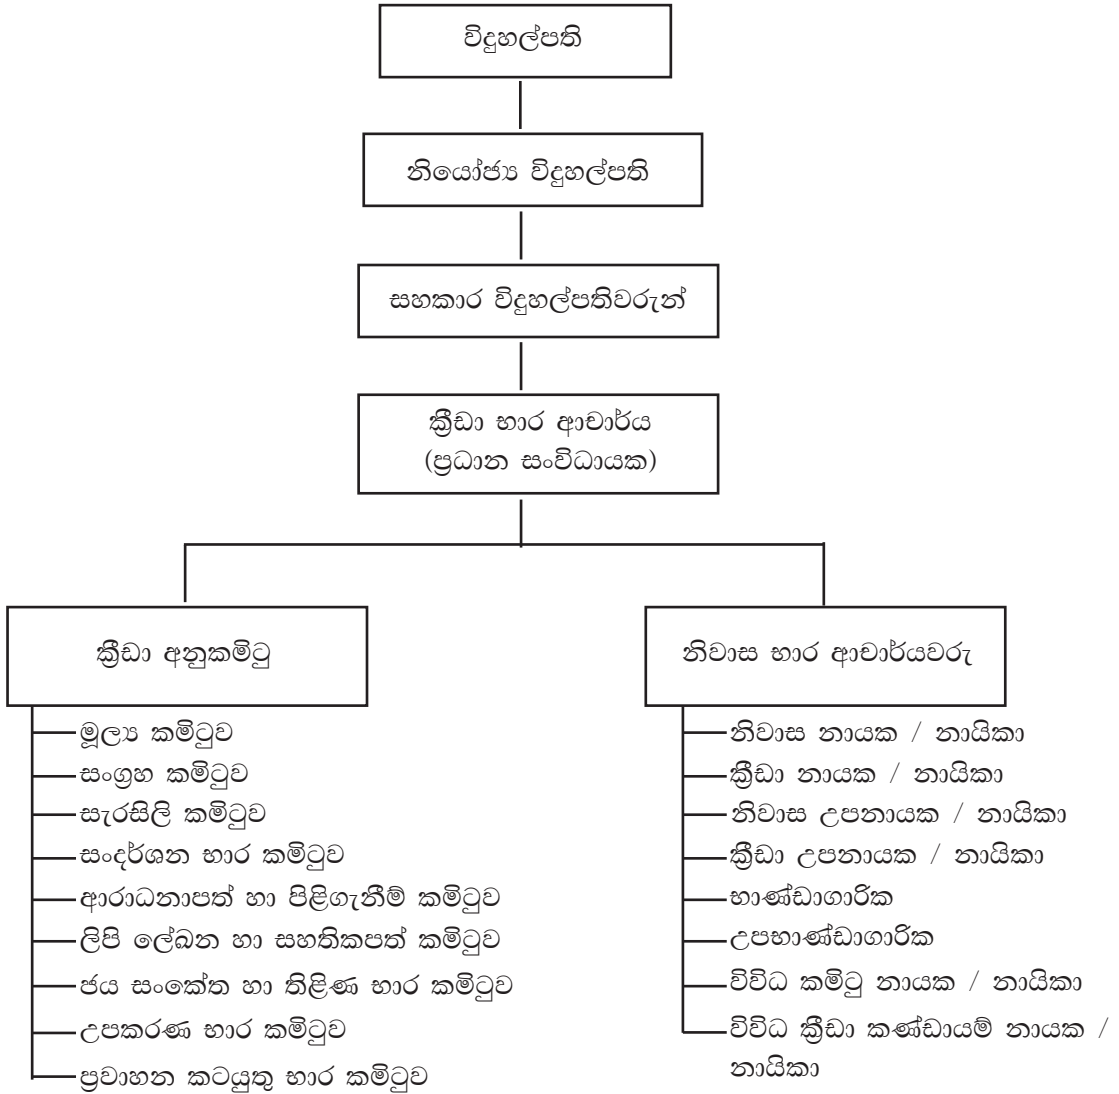 විදුහල්පති
නියෝජ්‍ය විදුහල්පති
සහකාර විදුහල්පතිවරුන්
ක්‍රීඩා භාර ආචාර්ය
(ප්‍රධාන සංවිධායක)
ක්‍රීඩා අනුකමිටු
මූල්‍ය කමිටුව
සංග්‍රහ කමිටුව
සැරසිලි කමිටුව
සංදර්ශන භාර කමිටුව
ආරාධනාපත් හා පිළිගැනීම් කමිටුව
ලිපි ලේඛන හා සහතිකපත් කමිටුව
ජය සංකේත හා තිළිණ භාර කමිටුව
උපකරණ භාර කමිටුව
ප්‍රවාහන කටයුතු භාර කමිටුව
නිවාස භාර ආචාර්යවරු
නිවාස නායක / නායිකා
ක්‍රීඩා නායක / නායිකා
නිවාස උපනායක / නායිකා
ක්‍රීඩා උපනායක / නායිකා
භාණ්ඩාගාරික
උපභාණ්ඩාගාරික
විවිධ කමිටු නායක / නායිකා
විවිධ ක්‍රීඩා කණ්ඩායම් නායක /
නායිකා